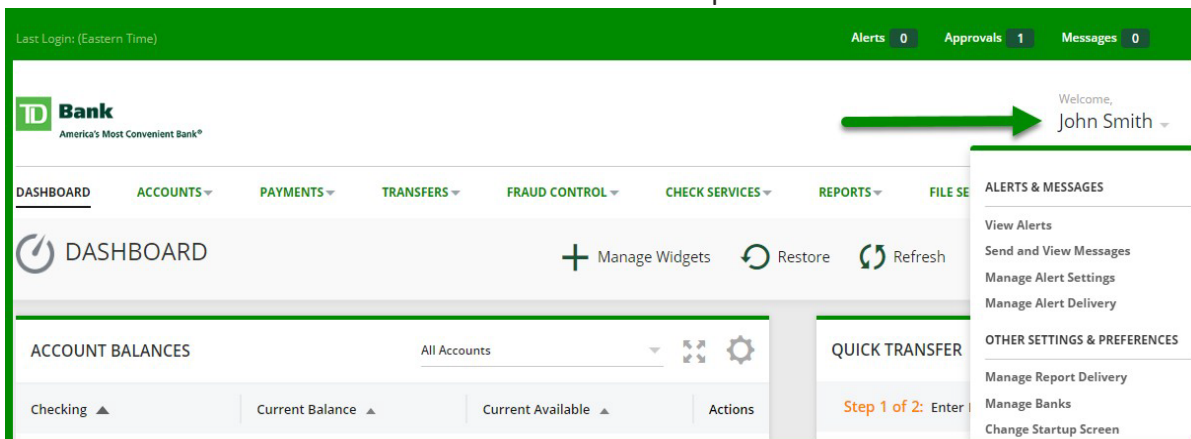 Last Login: (Eastern Time)
Alerts 0 Approvals 1 Messages 0
TD Bank
America's Most Convenient Bank®
Welcome,
John Smith
DASHBOARD ACCOUNTS PAYMENTS TRANSFERS FRAUD CONTROL CHECK SERVICES REPORTS FILE SE
DASHBOARD
Manage Widgets Restore Refresh
ALERTS & MESSAGES
View Alerts
Send and View Messages
Manage Alert Settings
Manage Alert Delivery
OTHER SETTINGS & PREFERENCES
Manage Report Delivery
Manage Banks
Change Startup Screen
ACCOUNT BALANCES All Accounts
Checking Current Balance Current Available Actions
QUICK TRANSFER
Step 1 of 2: Enter